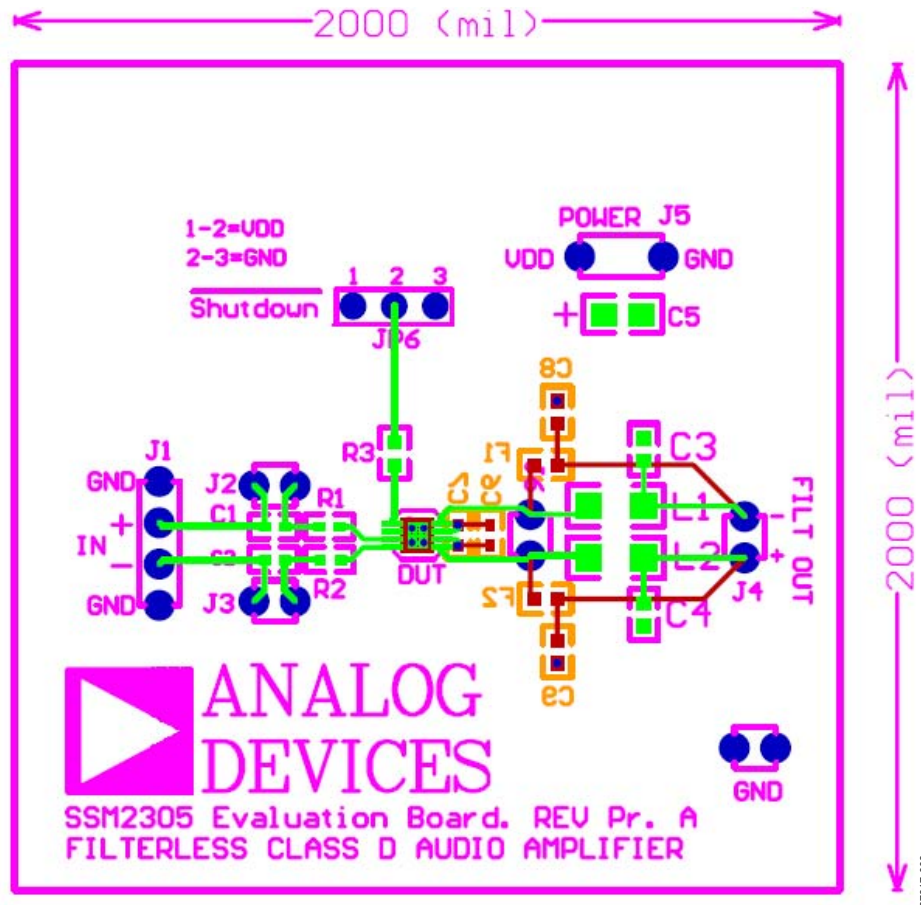 2000 (mil)
POWER J5
1-2=VDD
2-3=GND
VDD
GND
1 2 3
Shutdown
JP6
+
C5
C8
J1
R3
F1
C3
GND
J2
C7
C6
+
C1
R1
L1
-
IN
FILT OUT
-
L2
+
DUT
R2
GND
J3
F2
J4
C4
C9
2000 (mil)
ANALOG
DEVICES
GND
SSM2305 Evaluation Board. REV Pr. A
FILTERLESS CLASS D AUDIO AMPLIFIER